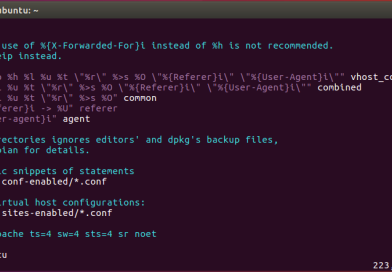 ubuntu: ~
use of %{X-Forwarded-For}i instead of %h is not recommended.
eip instead.
%h %l %u %t \"%r\" %>s %O \"%{Referer}i\" \"%{User-Agent}i\"" vhost_co
%l %u %t \"%r\" %>s %O \"%{Referer}i\" \"%{User-Agent}i\"" combined
l %u %t \"%r\" %>s %O" common
ferer}i -> %U" referer
er-agent}i" agent
rectories ignores editors' and dpkg's backup files,
bian for details.
ic snippets of statements
conf-enabled/*.conf
irtual host configurations:
sites-enabled/*.conf
pache ts=4 sw=4 sts=4 sr noet
tu
223